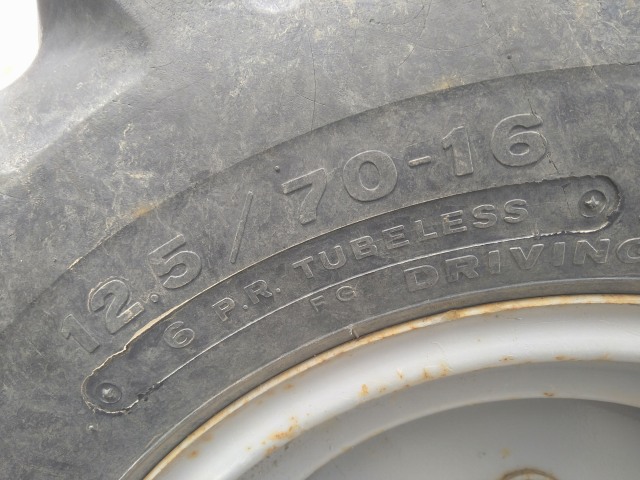 12.5/70-16
6 P.R. TUBELESS
FG DRIVING